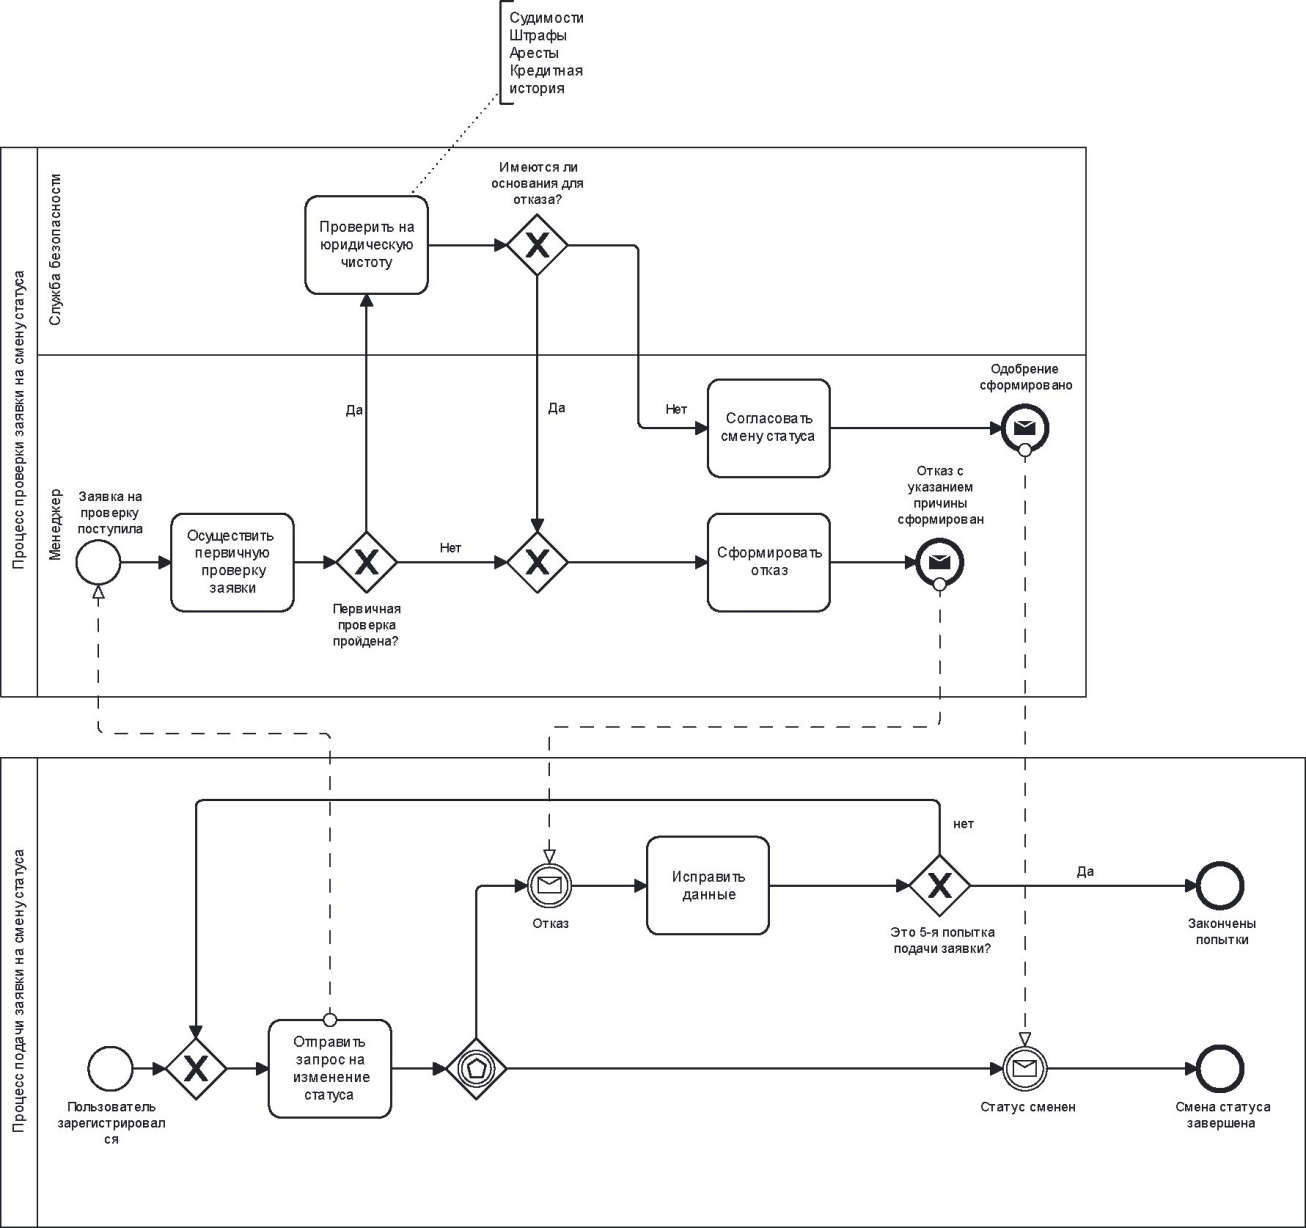 Судимости
Штрафы
Аресты
Кредитная
история
Процесс проверки заявки на смену статуса
Служба безопасности
Проверить на
юридическую
чистоту
Имеются ли
основания для
отказа?
Менеджер
Заявка на
проверку
поступила
Осуществить
первичную
проверку
заявки
Да
Нет
Первичная
проверка
пройдена?
Да
Нет
Согласовать
смену статуса
Одобрение
сформировано
Сформировать
отказ
Отказ с
указанием
причины
сформирован
Процесс подачи заявки на смену статуса
Пользователь
зарегистрировал
ся
Отправить
запрос на
изменение
статуса
Отказ
Исправить
данные
нет
Это 5-я попытка
подачи заявки?
Да
Закончены
попытки
Статус сменен
Смена статуса
завершена